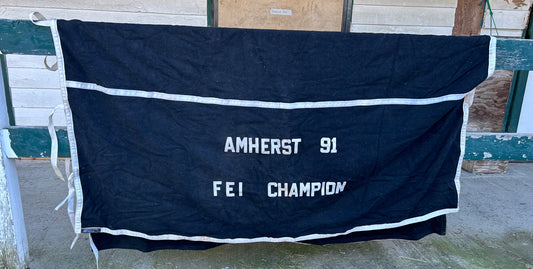 AMHERST 91
FEI CHAMPION